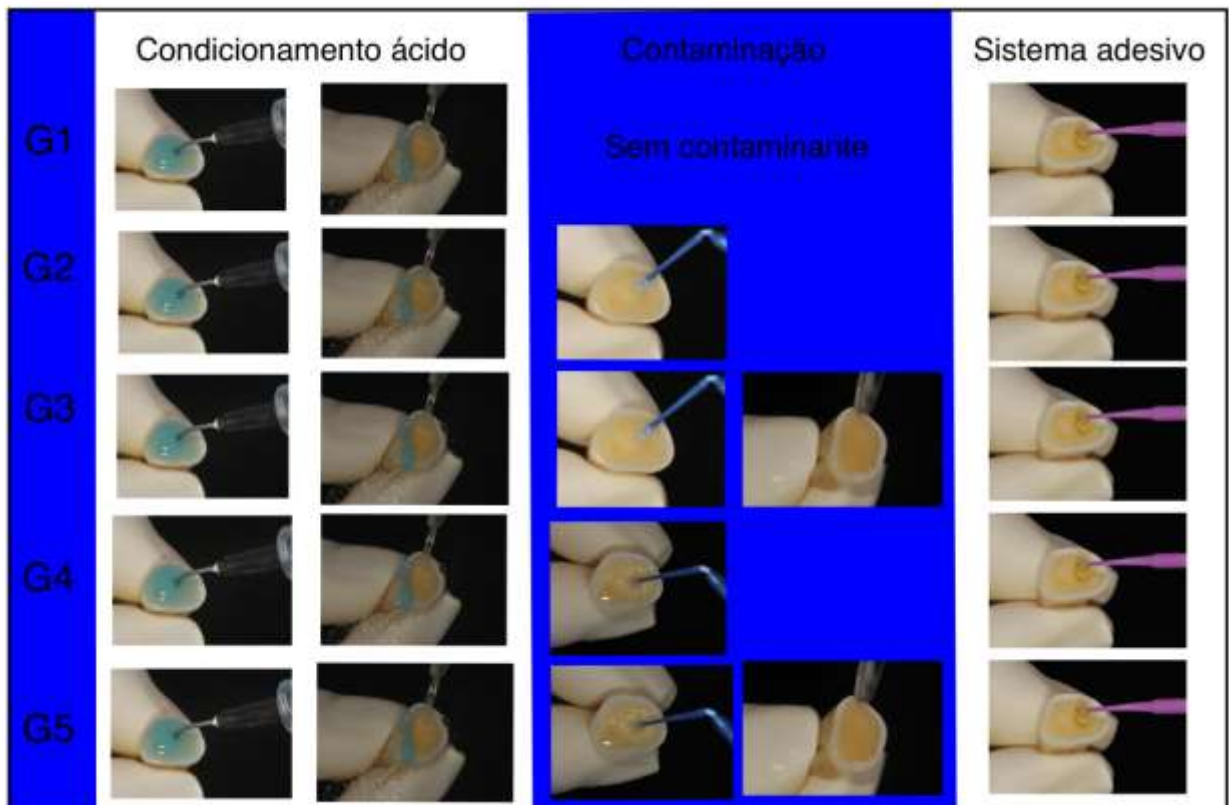 Condicionamento ácido
Contaminação
Sistema adesivo
G1
Sem contaminante
G2
G3
G4
G5